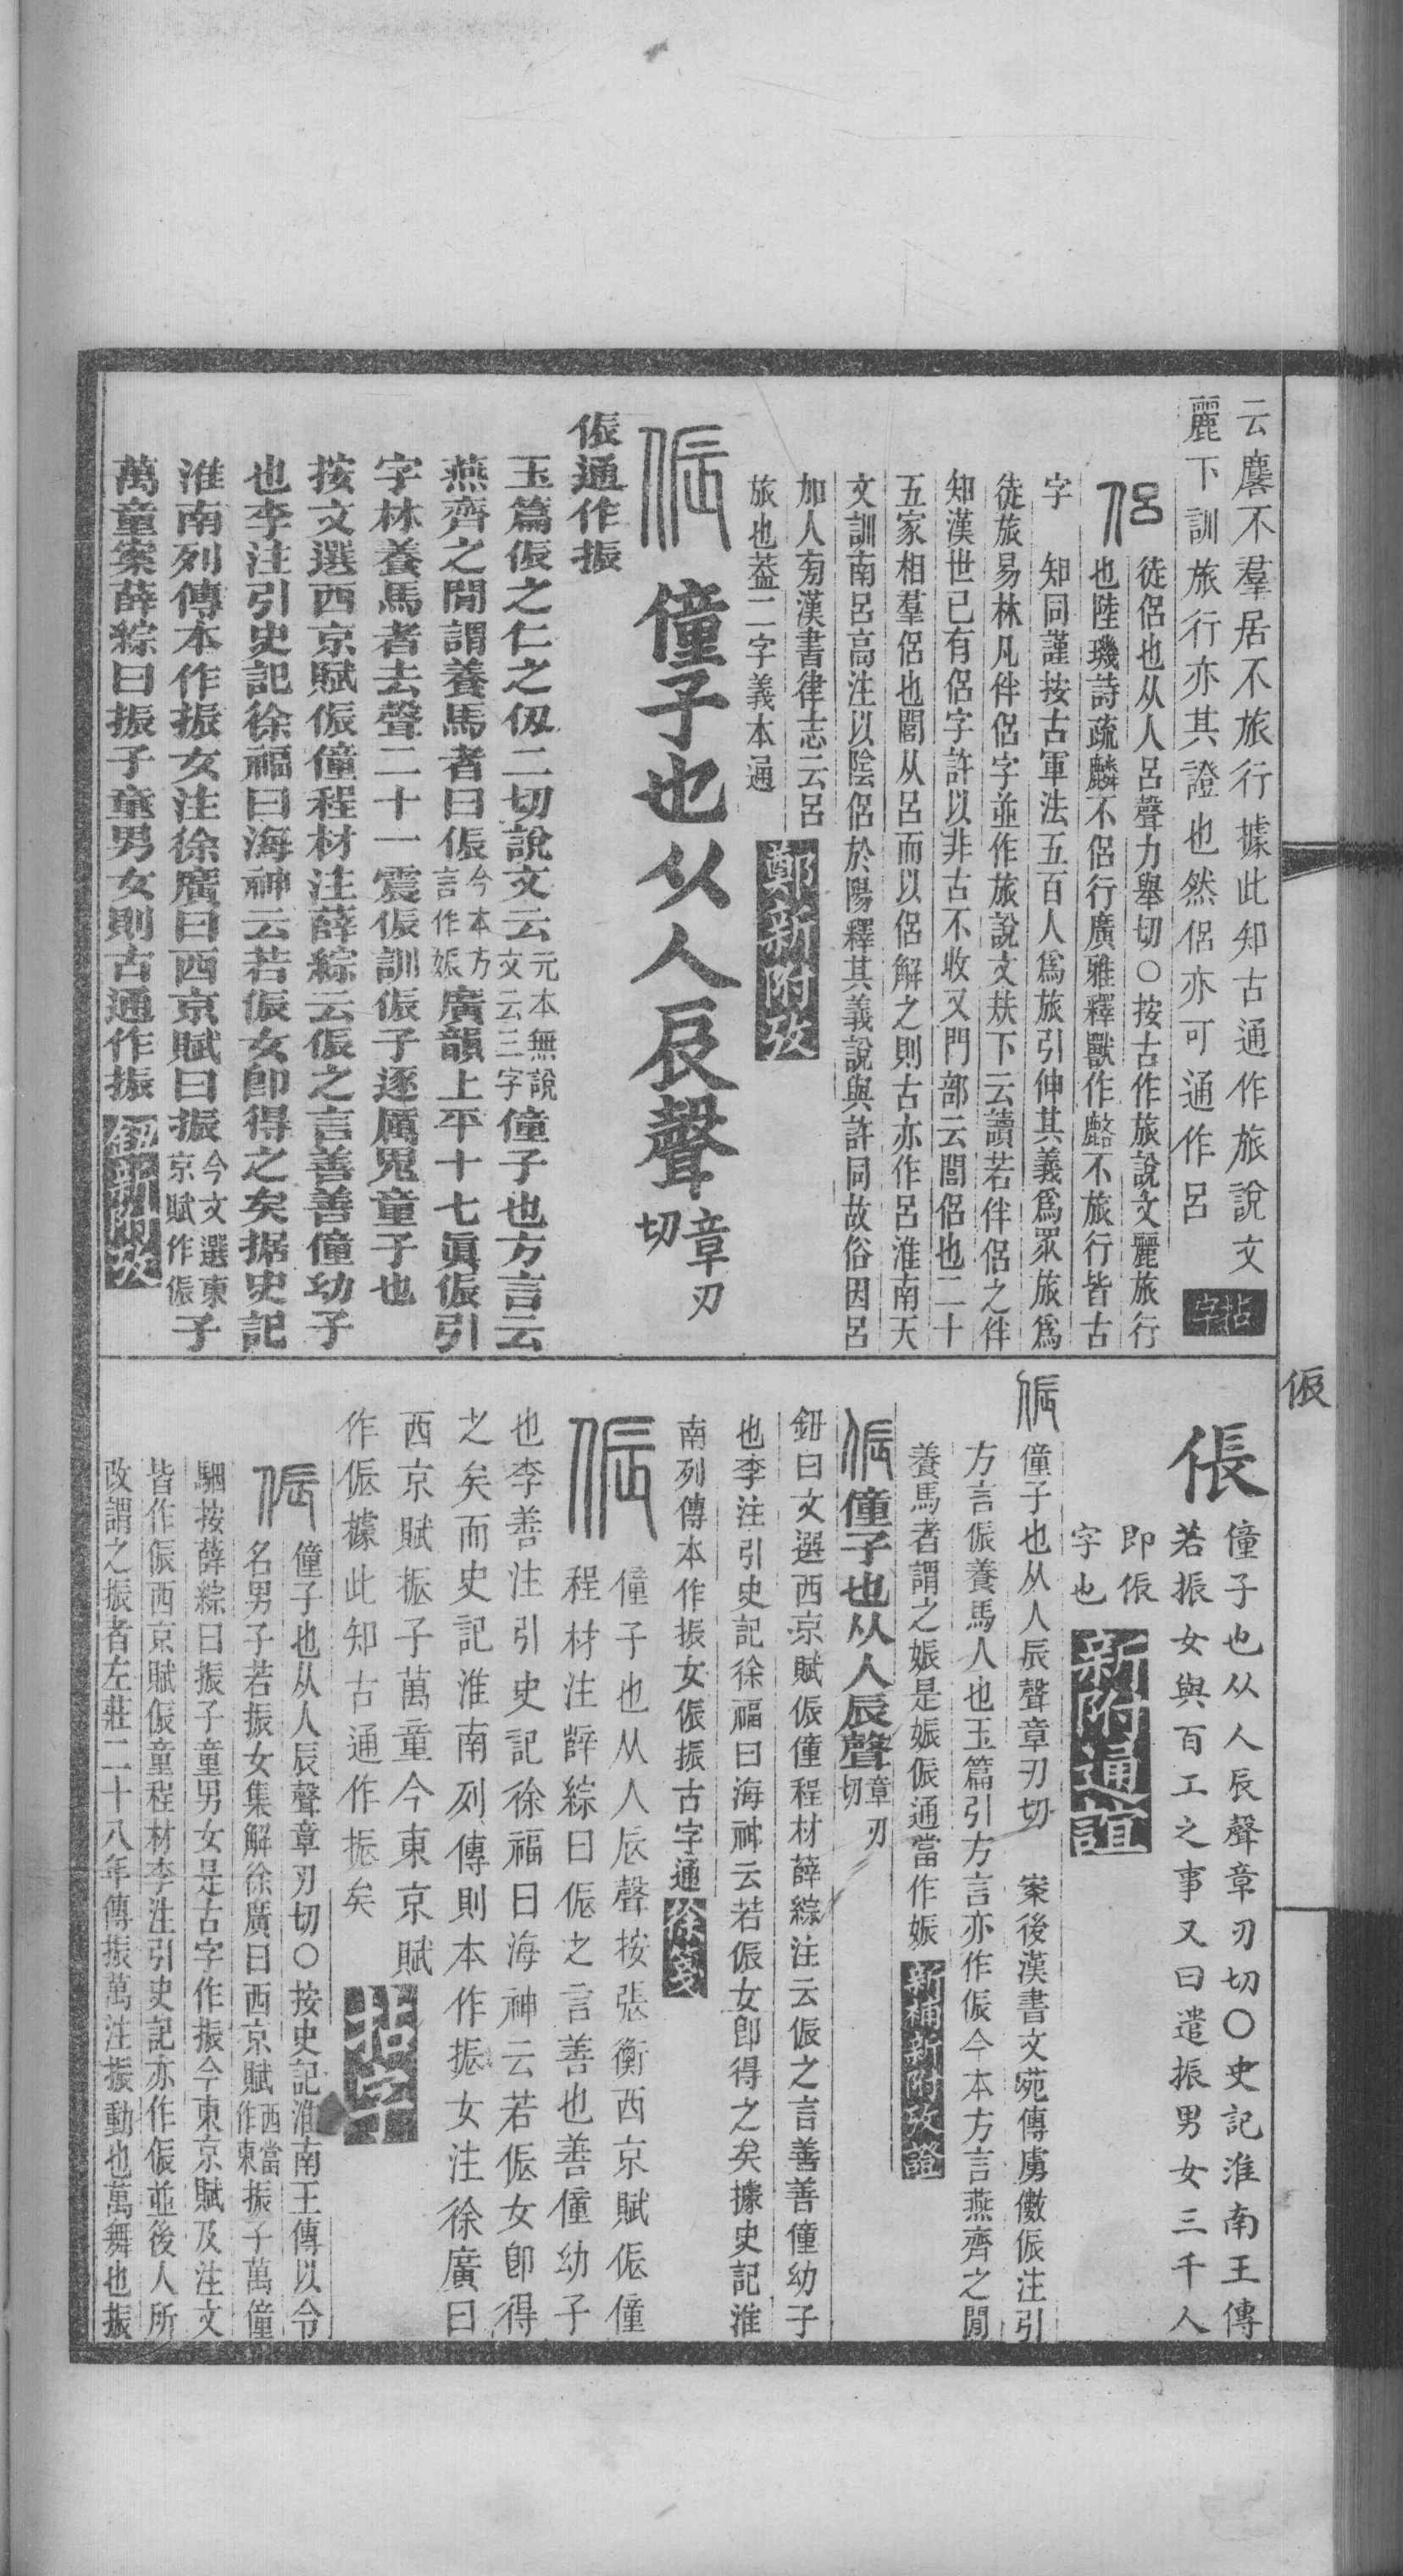 云麏不羣居不旅行據此知古通作旅說文
麗下訓旅行亦其證也然侶亦可通作呂 拈字
侶 徒侶也从人呂聲力舉切○按古作旅說文麗旅行
也陸璣詩疏麟不侶行廣雅釋獸作麔不旅行皆古
字 知同謹按古軍法五百人爲旅引伸其義爲眾旅爲
徒旅易林凡伴侶字並作旅說文扶下云讀若伴侶之伴
知漢世已有侶字許以非古不收又門部云閭侶也二十
五家相羣侶也閭从呂而以侶解之則古亦作呂淮南天
文訓南呂高注以陰侶於陽釋其義說與許同故俗因呂
加人㫄漢書律志云呂
旅也葢二字義本通 鄭新附攷
侲 僮子也从人辰聲 章刃切
侲通作振
玉篇侲之仁之仭二切說文云 元本無說文云三字 僮子也方言云
燕齊之閒謂養馬者曰侲 今本方言作娠 廣韻上平十七眞侲引
字林養馬者去聲二十一震侲訓侲子逐厲鬼童子也
按文選西京賦侲僮程材注薛綜云侲之言善善僮幼子
也李注引史記徐福曰海神云若侲女卽得之矣据史記
淮南列傳本作振女注徐廣曰西京賦曰振 今文選東京賦作侲 子
萬童案薛綜曰振子童男女則古通作振 鈕新附攷
侲
侲 僮子也从人辰聲章刃切○史記淮南王傳
若振女與百工之事又曰遣振男女三千人
即侲
字也 新附通誼
侲 僮子也从人辰聲章刃切 案後漢書文苑傳虜儌侲注引
方言侲養馬人也玉篇引方言亦作侲今本方言燕齊之閒
養馬者謂之娠是娠侲通當作娠 新補新附攷證
侲 僮子也从人辰聲 章刃切
鈕曰文選西京賦侲僮程材薛綜注云侲之言善善僮幼子
也李注引史記徐福曰海神云若侲女卽得之矣據史記淮
南列傳本作振女侲振古字通 徐箋
侲 僮子也从人辰聲按張衡西京賦侲僮
程材注薛綜曰侲之言善也善僮幼子
也李善注引史記徐福曰海神云若侲女卽得
之矣而史記淮南列傳則本作振女注徐廣曰
西京賦振子萬童今東京賦
作侲據此知古通作振矣 拈字
侲 僮子也从人辰聲章刃切○按史記淮南王傳以令
名男子若振女集解徐廣曰西京賦 西當作東 振子萬僮
駰按薛綜曰振子童男女是古字作振今東京賦及注文
皆作侲西京賦侲童程材李注引史記亦作侲並後人所
改謂之振者左莊二十八年傳振萬注振動也萬舞也振